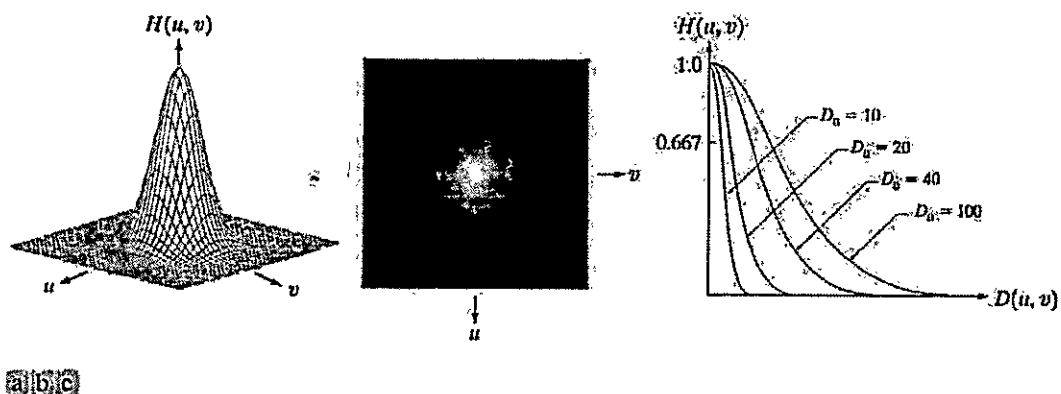 H(u, v)
u
v
v
u
H(u, v)
1.0
0.667
D₀ = 10
D₀ = 20
D₀ = 40
D₀ = 100
D(u, v)
a b c